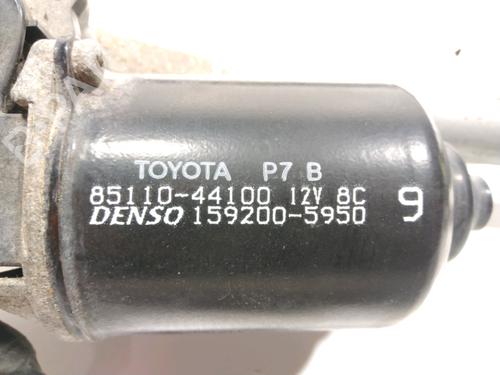 TOYOTA P7 B
85110-44100 12V 8C
DENSO 159200-5950 9